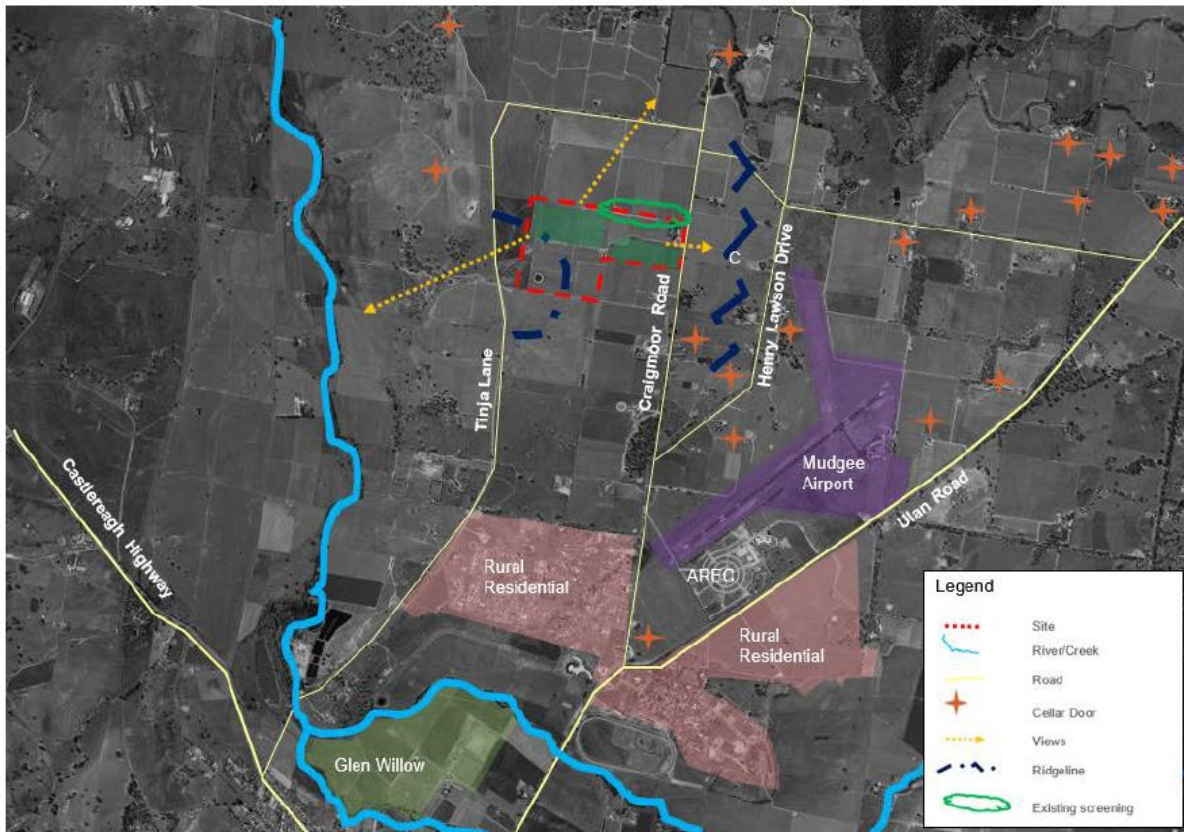 C
Henry Lawson Drive
Craigmoor Road
Tinja Lane
Castlereagh Highway
Mudgee
Airport
Ulan Road
Rural
Residential
AREC
Rural
Residential
Glen Willow
Legend
Site
River/Creek
Road
Cellar Door
Views
Ridgeline
Existing screening